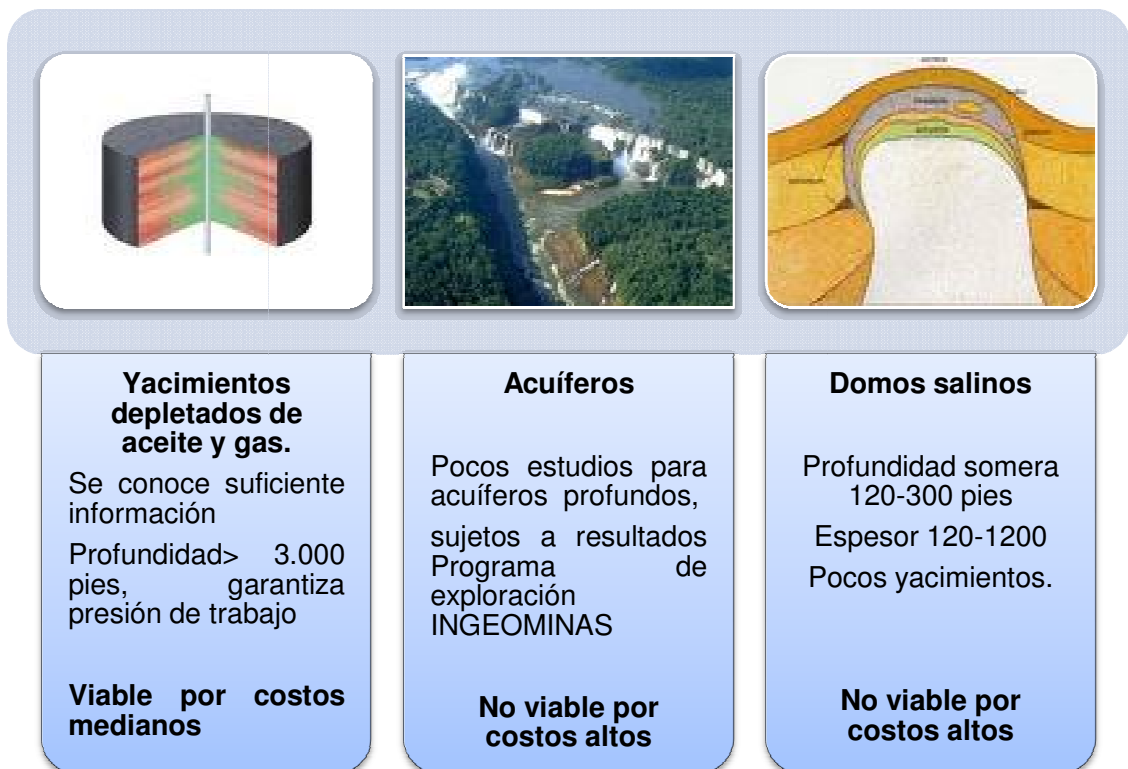 Yacimientos
depletados de
aceite y gas.
Se conoce suficiente
información
Profundidad> 3.000
pies, garantiza
presión de trabajo
Viable por costos
medianos
Acuíferos
Pocos estudios para
acuíferos profundos,
sujetos a resultados
Programa de
exploración
INGEOMINAS
No viable por
costos altos
Domos salinos
Profundidad somera
120-300 pies
Espesor 120-1200
Pocos yacimientos.
No viable por
costos altos